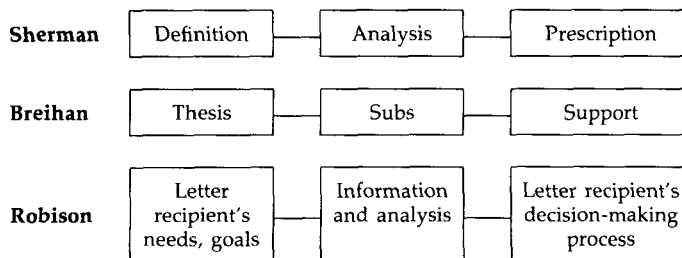 Sherman Definition Analysis Prescription
Breihan Thesis Subs Support
Letter Information Letter recipient's
Robison recipient's and analysis decision-making
needs, goals process